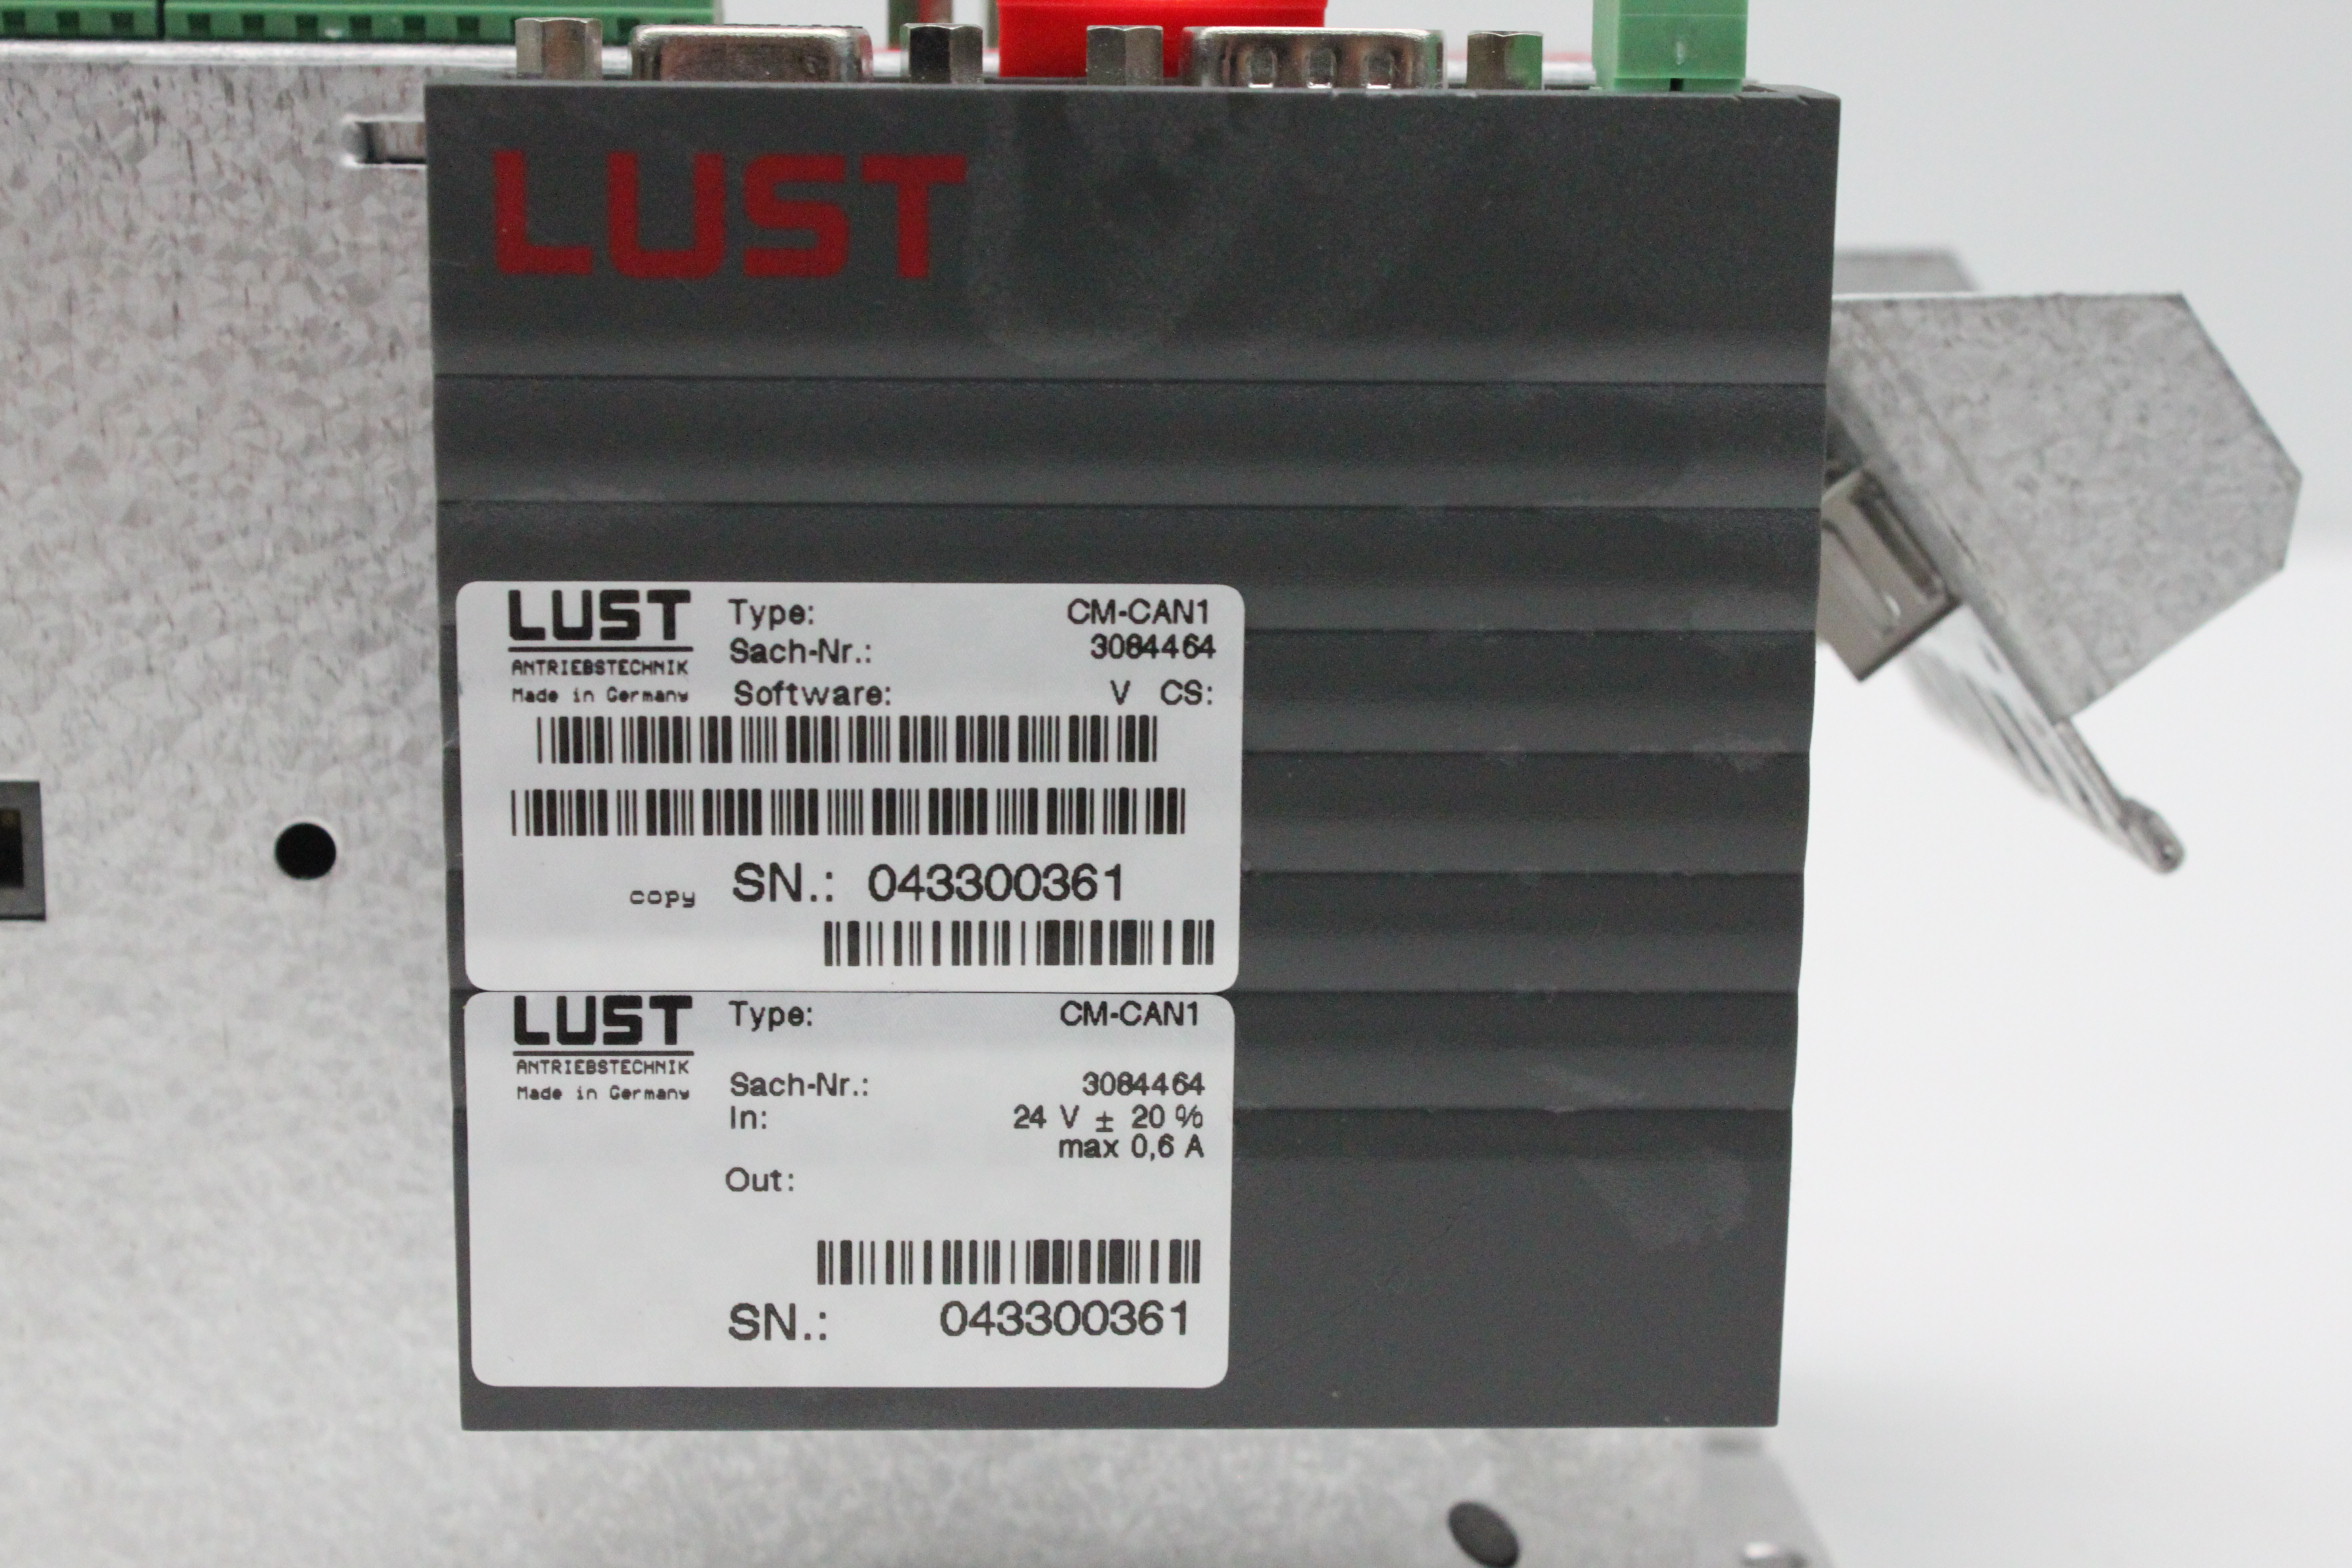 LUST
LUST
ANTRIEBSTECHNIK
Made in Germany
Type: CM-CAN1
Sach-Nr.: 3084464
Software: V CS:
copy SN.: 043300361
LUST
ANTRIEBSTECHNIK
Made in Germany
Type: CM-CAN1
Sach-Nr.: 3084464
In: 24 V ± 20 %
max 0,6 A
Out:
SN.: 043300361